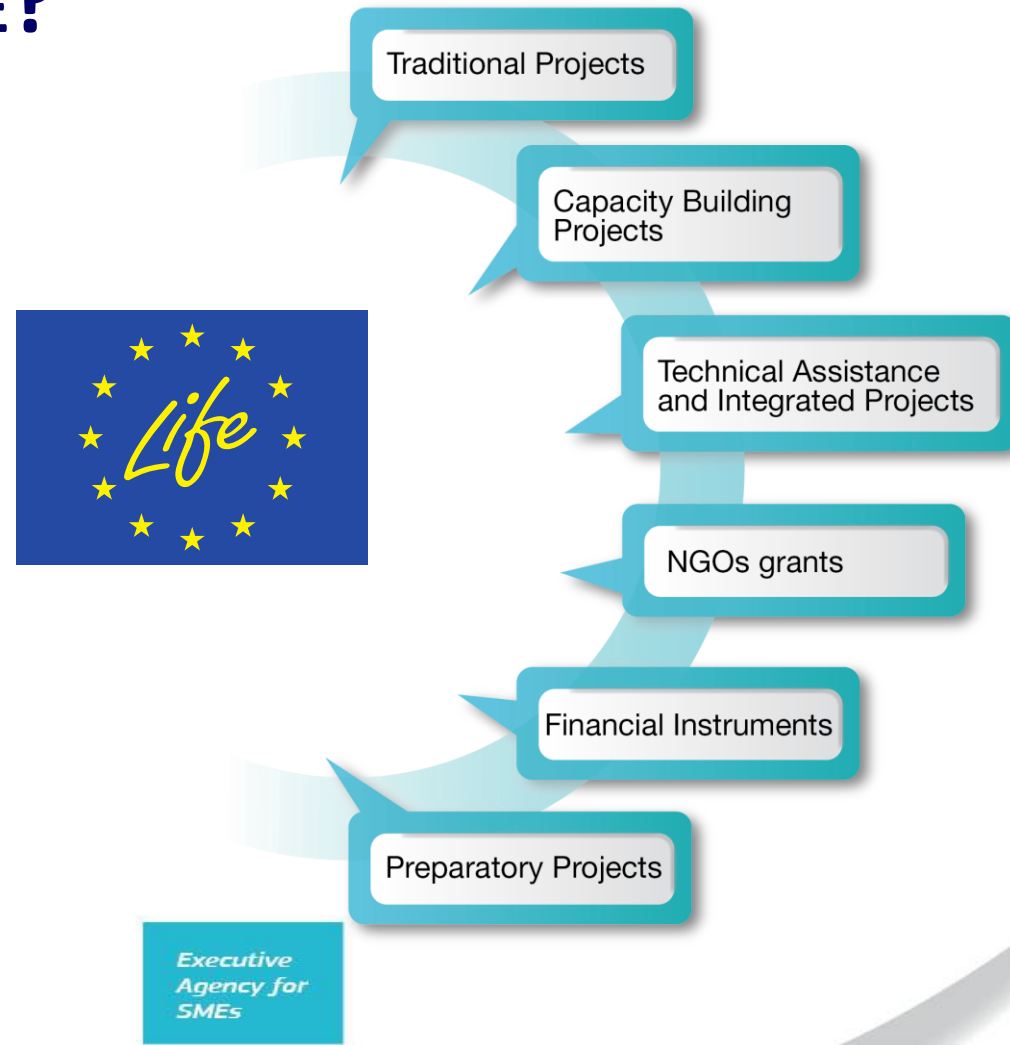 E?
Traditional Projects
Capacity Building
Projects
Technical Assistance
and Integrated Projects
Life
NGOs grants
Financial Instruments
Preparatory Projects
Executive
Agency for
SMEs